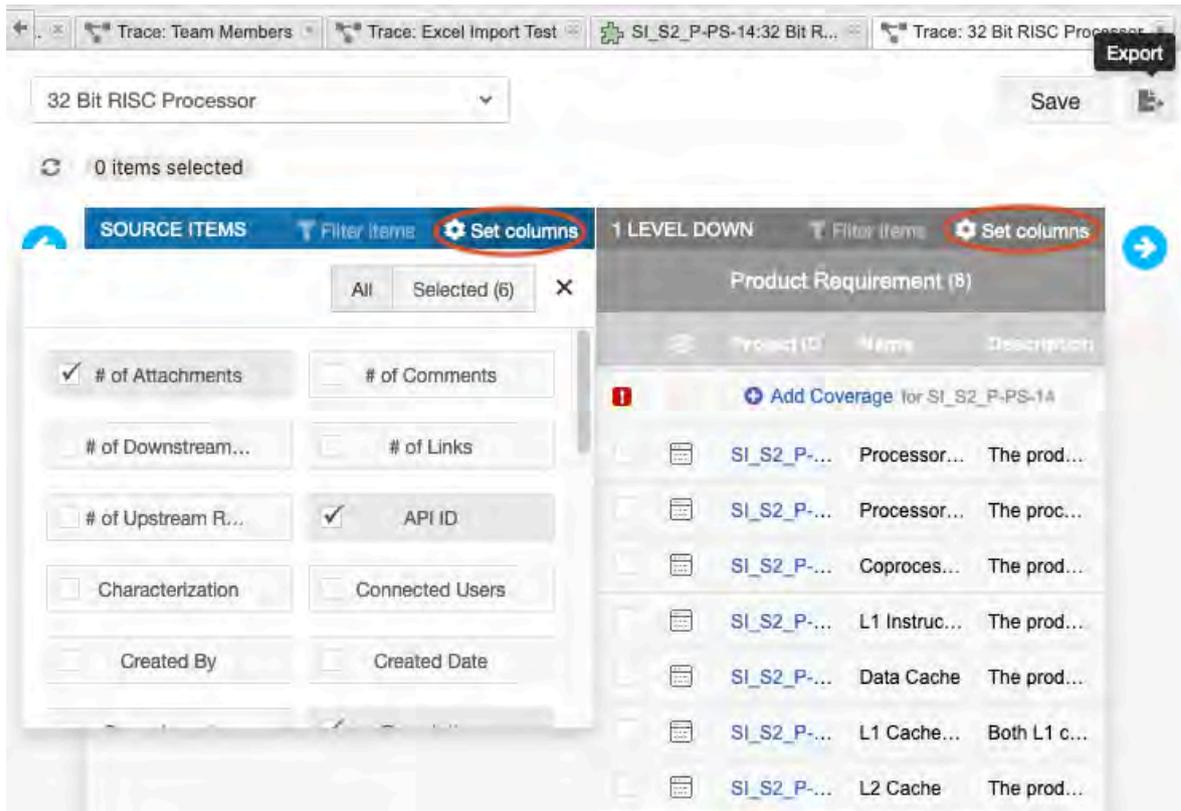 . Trace: Team Members Trace: Excel Import Test SI_S2_P-PS-14:32 Bit R... Trace: 32 Bit RISC Processor
Export
32 Bit RISC Processor Save
0 items selected
SOURCE ITEMS Filter items Set columns 1 LEVEL DOWN Filter items Set columns
All Selected (6) Product Requirement (8)
Project ID Name Description
# of Attachments # of Comments Add Coverage for SI_S2_P-PS-14
# of Downstream... # of Links SI_S2_P-... Processor... The prod...
# of Upstream R... API ID SI_S2_P-... Processor... The proc...
SI_S2_P-... Coproces... The prod...
Characterization Connected Users
SI_S2_P-... L1 Instruc... The prod...
Created By Created Date SI_S2_P-... Data Cache The prod...
SI_S2_P-... L1 Cache... Both L1 c...
SI_S2_P-... L2 Cache The prod...